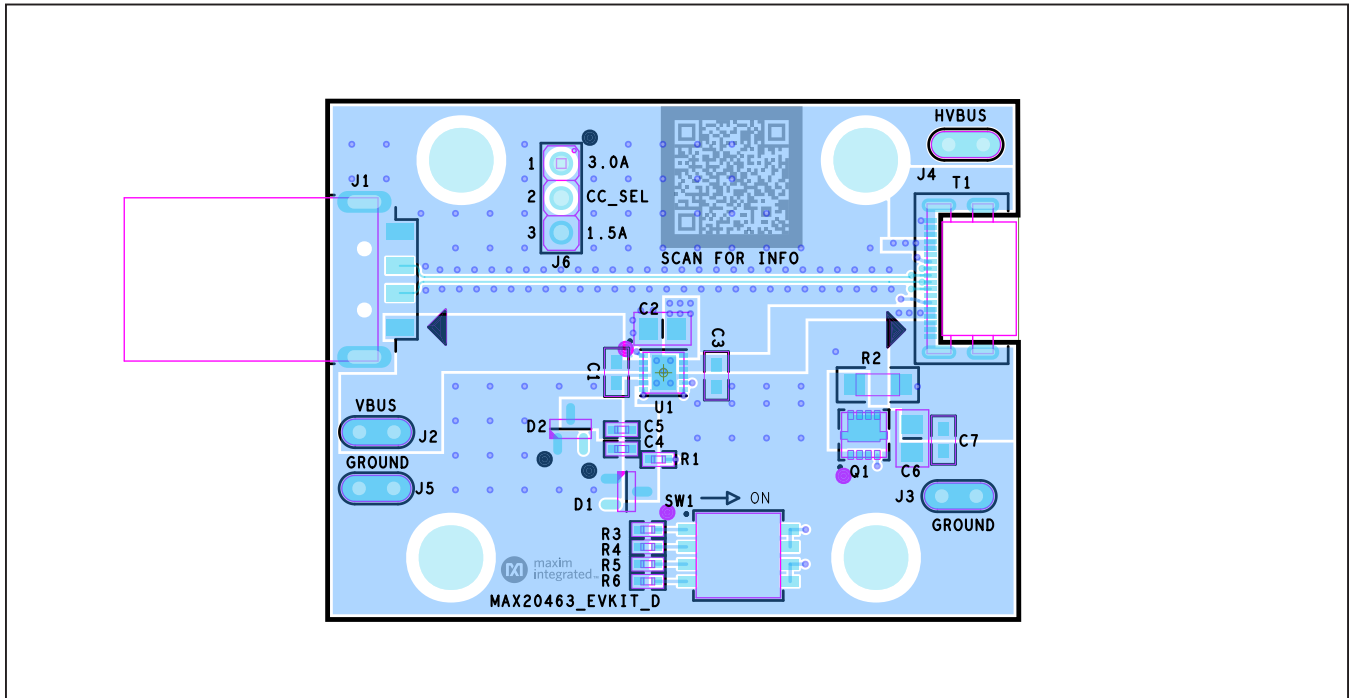 HVBUS
J4
T1
J1
1 3.0A
2 CC_SEL
3 1.5A
J6
SCAN FOR INFO
C2
C3
C1
U1
R2
VBUS
J2
GROUND
J5
D2
C5
C4
R1
D1
C7
Q1
C6
J3
GROUND
SW1 ON
R3
R4
R5
R6
maxim
integrated™
MAX20463_EVKIT_D